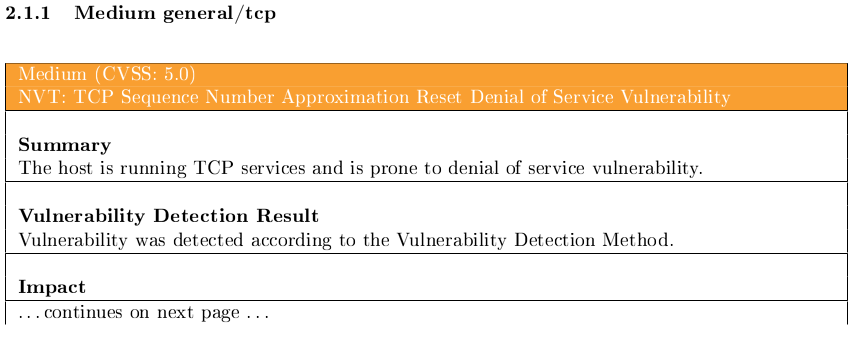 2.1.1 Medium general/tcp
Medium (CVSS: 5.0)
NVT: TCP Sequence Number Approximation Reset Denial of Service Vulnerability
Summary
The host is running TCP services and is prone to denial of service vulnerability.
Vulnerability Detection Result
Vulnerability was detected according to the Vulnerability Detection Method.
Impact
...continues on next page ...